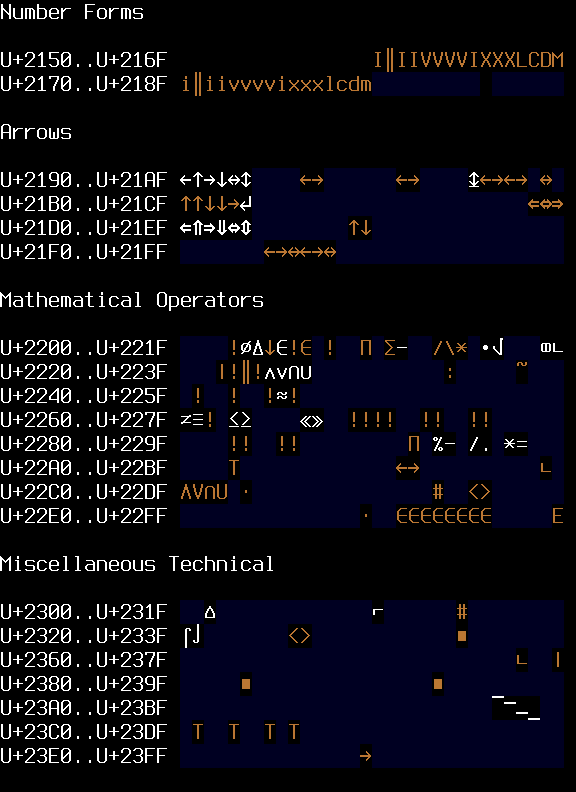 Number Forms
U+2150..U+216F I‖IIVVVVIXXXLCDM
U+2170..U+218F i‖iivvvvixxxlcdm
Arrows
U+2190..U+21AF ←↑→↓↔↕ ←→ ←→ ↨←→←→ ↔
U+21B0..U+21CF ↑↑↓↓→↵ ⇐⇔⇒
U+21D0..U+21EF ⇐⇑⇒⇓⇔⇕ ↑↓
U+21F0..U+21FF ←→↔←→↔
Mathematical Operators
U+2200..U+221F !∅∆↓∈!∈ ! Π Σ− /\* •√ ∞∟
U+2220..U+223F |!‖!∧∨∩U : ~
U+2240..U+225F ! ! !≈!
U+2260..U+227F ≠≡! ≤≥ «» !!!! !! !!
U+2280..U+229F !! !! Π %− /. *=
U+22A0..U+22BF T ↔ ∟
U+22C0..U+22DF ΛV∩U · # <>
U+22E0..U+22FF · ∈∈∈∈∈∈∈∈ E
Miscellaneous Technical
U+2300..U+231F ⌂ ⌐ #
U+2320..U+233F ⌠⌡ <> ■
U+2360..U+237F ∟ |
U+2380..U+239F ■ ■
U+23A0..U+23BF ⎺⎻⎼⎽
U+23C0..U+23DF T T T T
U+23E0..U+23FF →